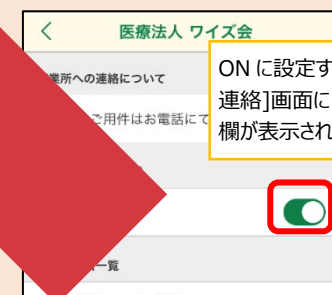 医療法人 ワイズ会
業所への連絡について
ON に設定す
連絡]画面に
欄が表示され
ご用件はお電話にて
一覧